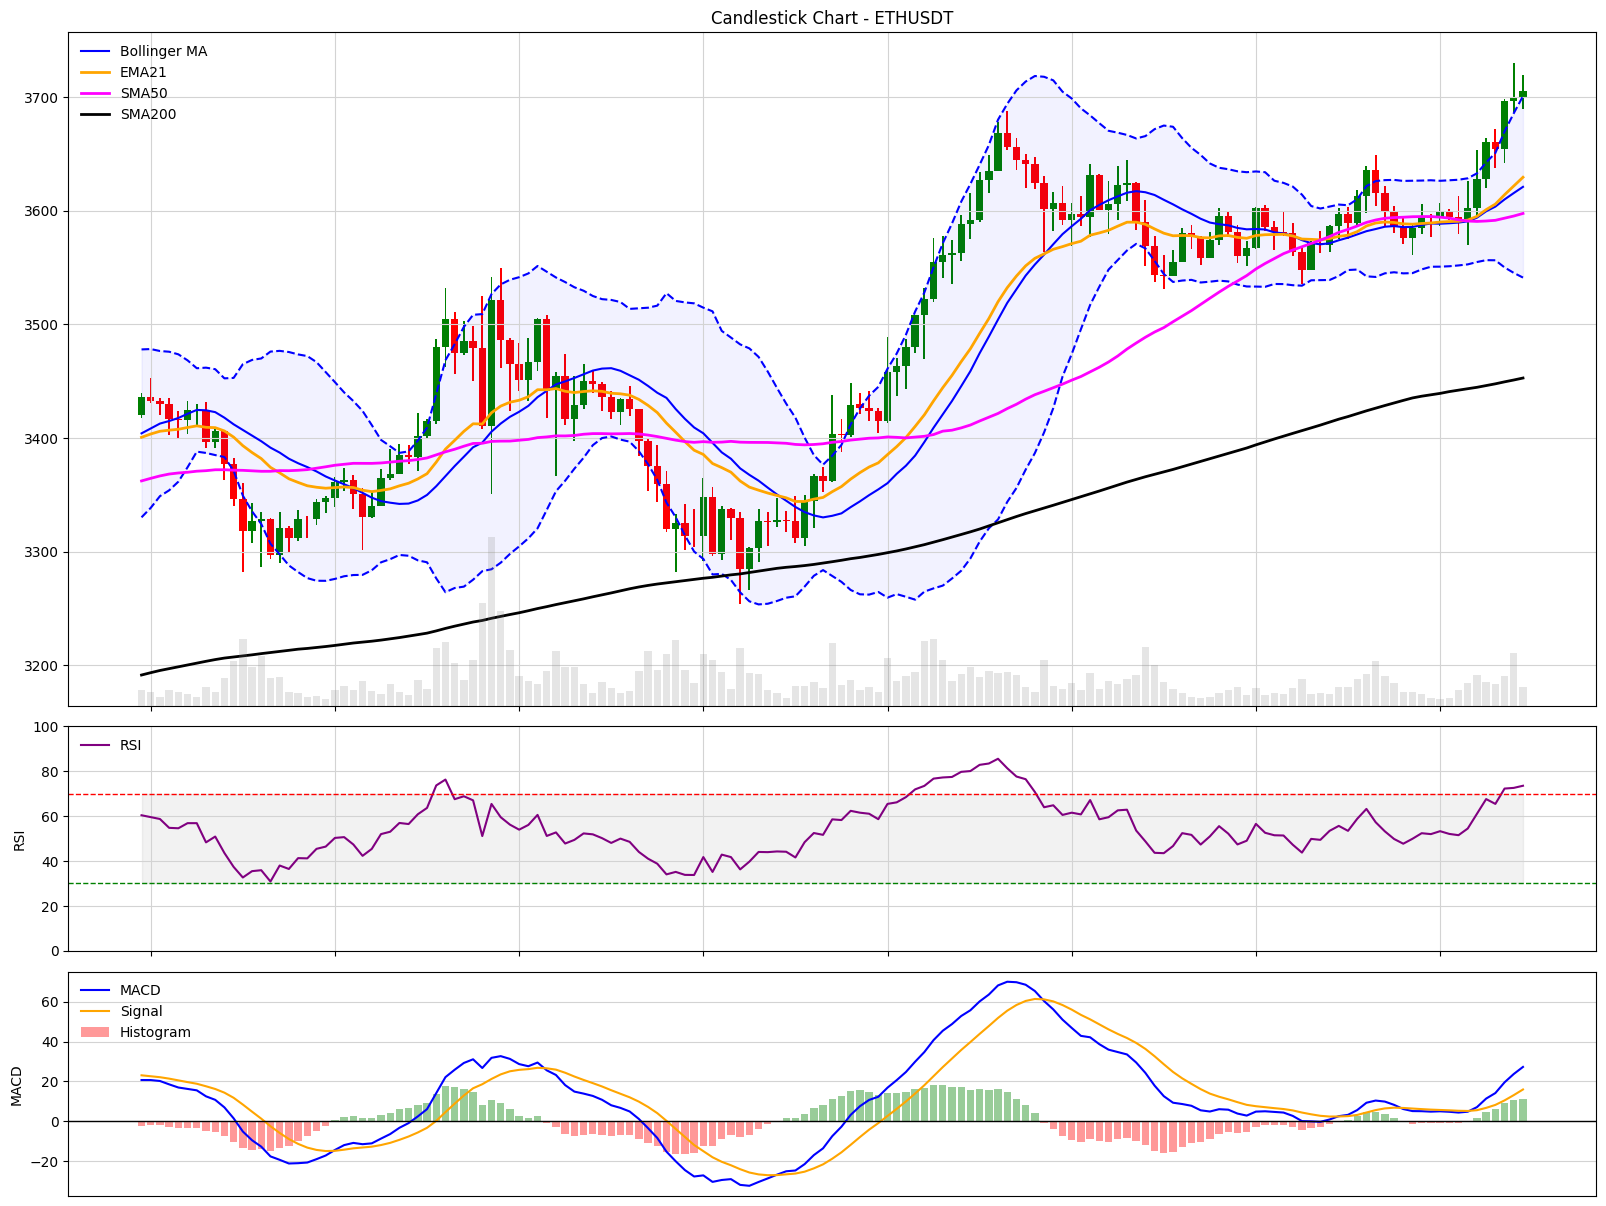 Candlestick Chart - ETHUSDT
Bollinger MA
EMA21
SMA50
SMA200
3700
3600
3500
3400
3300
3200
RSI
100
80
60
40
20
0
RSI
MACD
Signal
Histogram
60
40
20
0
−20
MACD